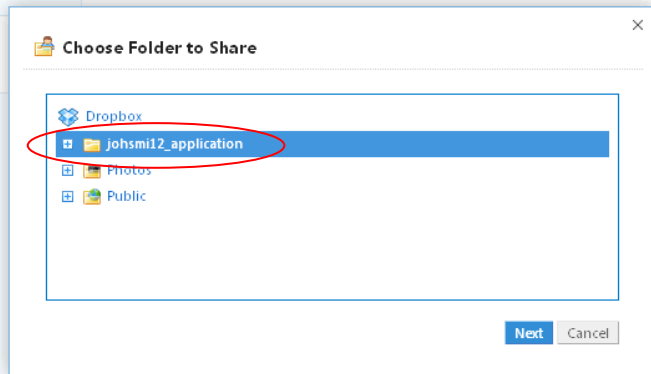 Choose Folder to Share
Dropbox
johsmi12_application
Photos
Public
Next Cancel